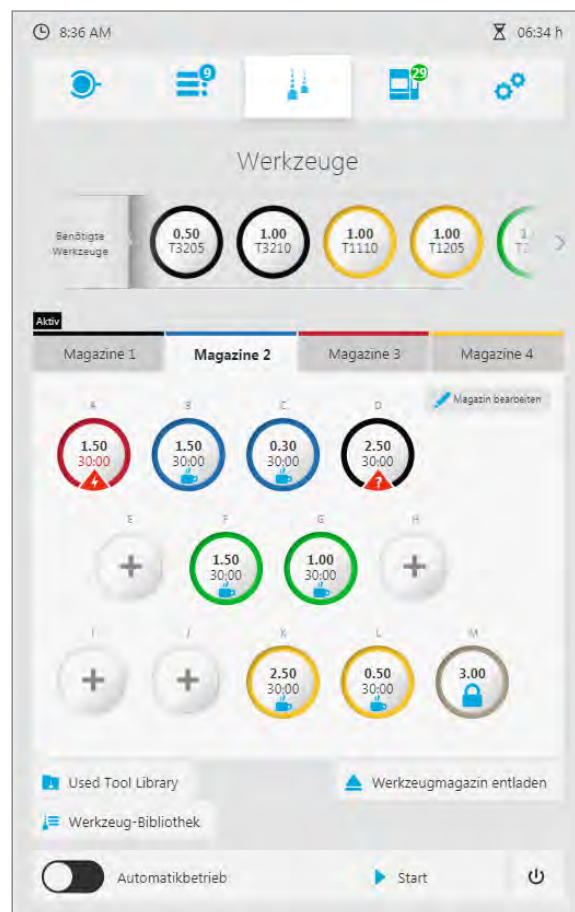 8:36 AM
06:34 h
9
29
Werkzeuge
Benötigte
Werkzeuge
0.50
T3205
1.00
T3210
1.00
T1110
1.00
T1205
Aktiv
Magazine 1
Magazine 2
Magazine 3
Magazine 4
Magazin bearbeiten
A
B
C
D
1.50
30:00
1.50
30:00
0.30
30:00
2.50
30:00
?
E
F
G
H
1.50
30:00
1.00
30:00
I
J
K
L
M
2.50
30:00
0.50
30:00
3.00
Used Tool Library
Werkzeugmagazin entladen
Werkzeug-Bibliothek
Automatikbetrieb
Start